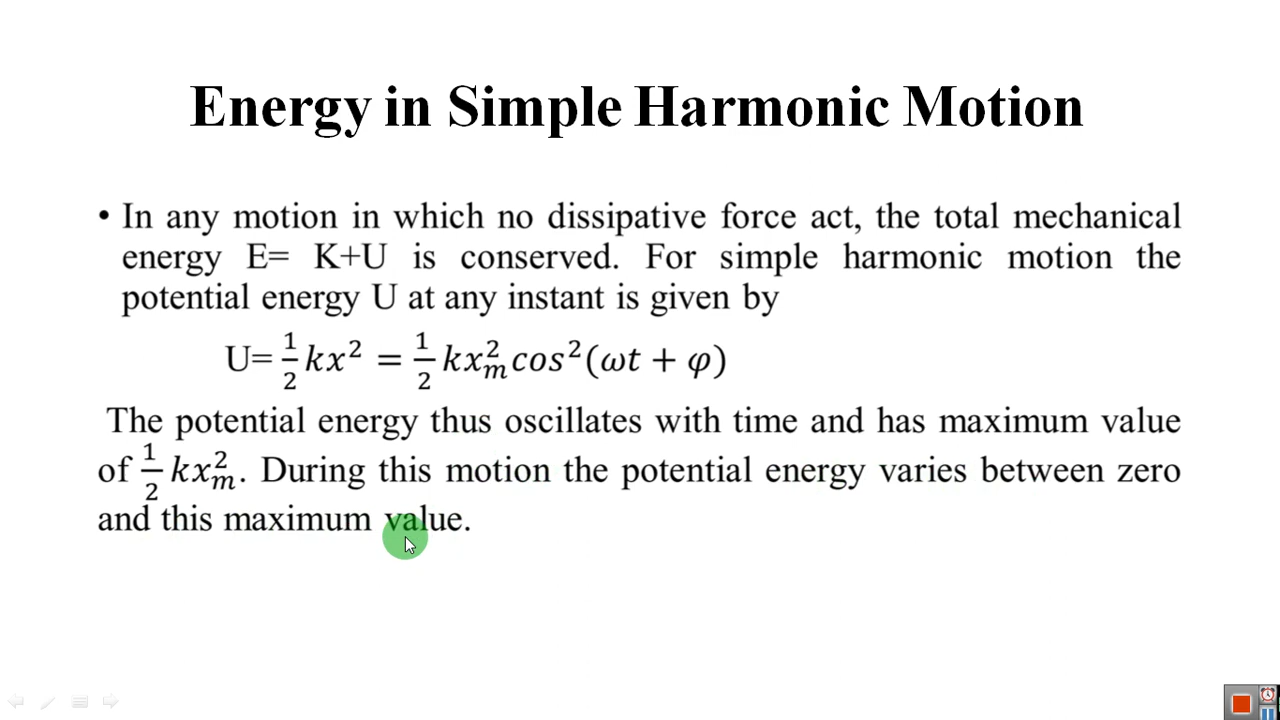 Energy in Simple Harmonic Motion
• In any motion in which no dissipative force act, the total mechanical
energy E= K+U is conserved. For simple harmonic motion the
potential energy U at any instant is given by
U= 1/2 kx² = 1/2 kx_m² cos²(ωt + φ)
The potential energy thus oscillates with time and has maximum value
of 1/2 kx_m². During this motion the potential energy varies between zero
and this maximum value.